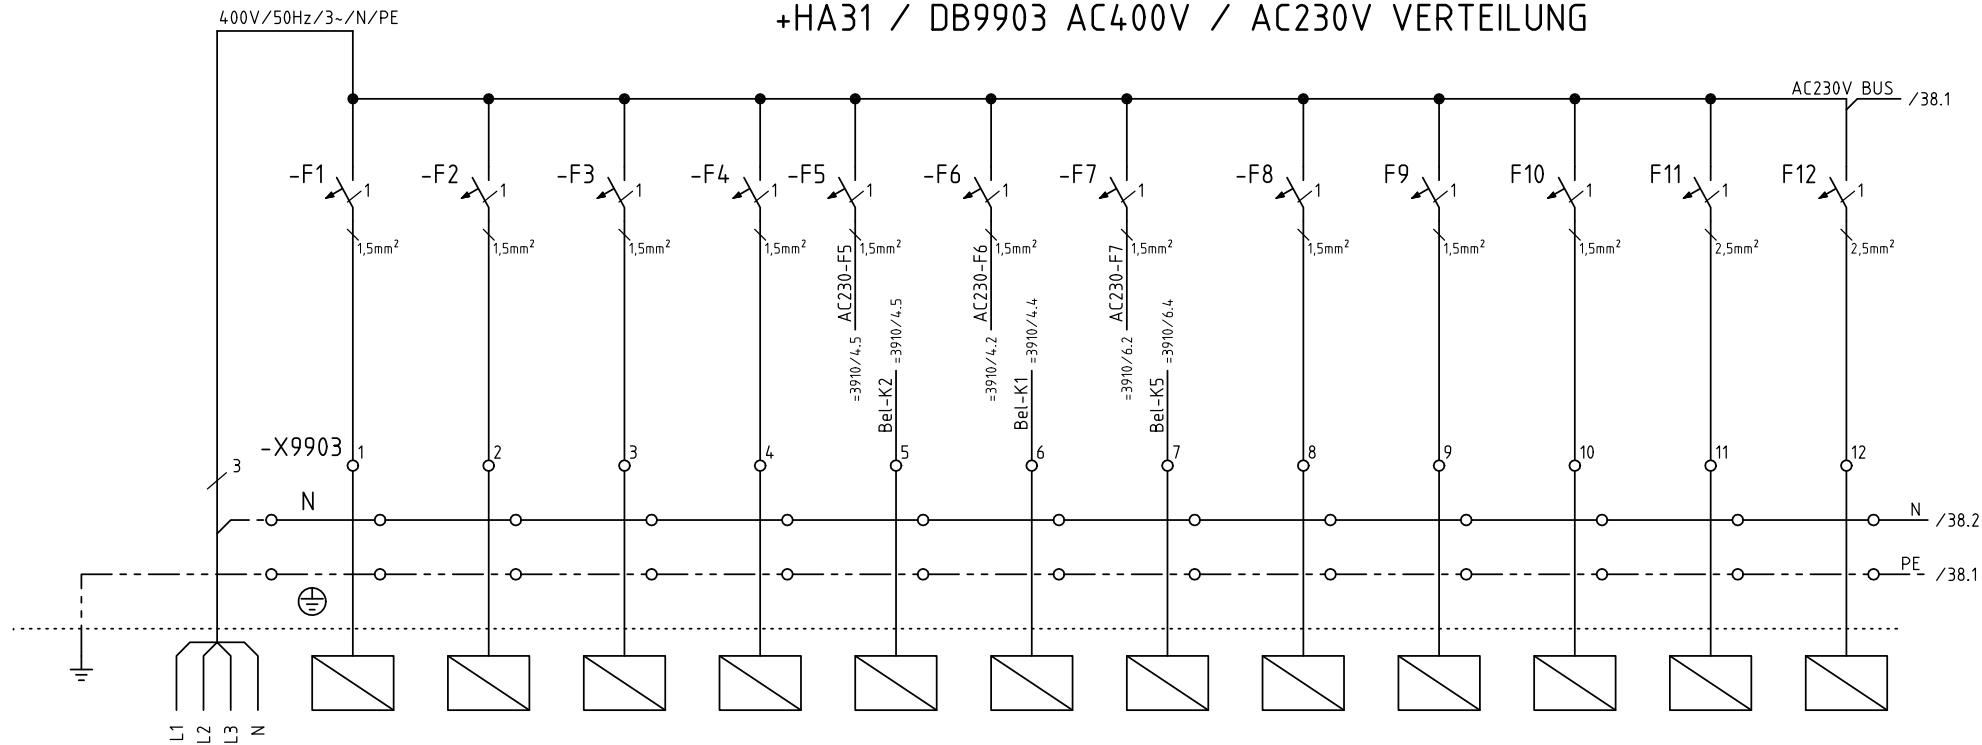 400V/50Hz/3~/N/PE
+HA31 / DB9903 AC400V / AC230V VERTEILUNG
AC230V BUS /38.1
-F1 1 -F2 1 -F3 1 -F4 1 -F5 1 -F6 1 -F7 1 -F8 1 F9 1 F10 1 F11 1 F12 1
1,5mm² 1,5mm² 1,5mm² 1,5mm² 1,5mm² 1,5mm² 1,5mm² 1,5mm² 1,5mm² 1,5mm² 2,5mm² 2,5mm²
AC230-F5
=3910/4.5
Bel-K2
=3910/4.5
AC230-F6
=3910/4.2
Bel-K1
=3910/4.4
AC230-F7
=3910/6.2
Bel-K5
=3910/6.4
-X9903 1 2 3 4 5 6 7 8 9 10 11 12
3
N
N /38.2
PE /38.1
L1
L2
L3
N